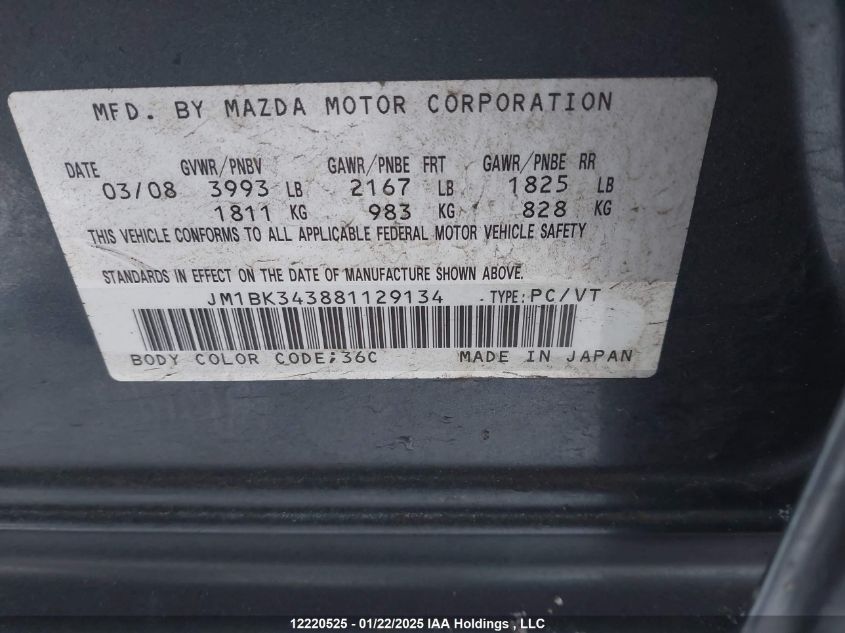 MFD. BY MAZDA MOTOR CORPORATION
DATE GVWR/PNBV GAWR/PNBE FRT GAWR/PNBE RR
03/08 3993 LB 2167 LB 1825 LB
1811 KG 983 KG 828 KG
THIS VEHICLE CONFORMS TO ALL APPLICABLE FEDERAL MOTOR VEHICLE SAFETY
STANDARDS IN EFFECT ON THE DATE OF MANUFACTURE SHOWN ABOVE.
JM1BK343881129134 TYPE:PC/VT
BODY COLOR CODE:36C MADE IN JAPAN
12220525 - 01/22/2025 IAA Holdings , LLC